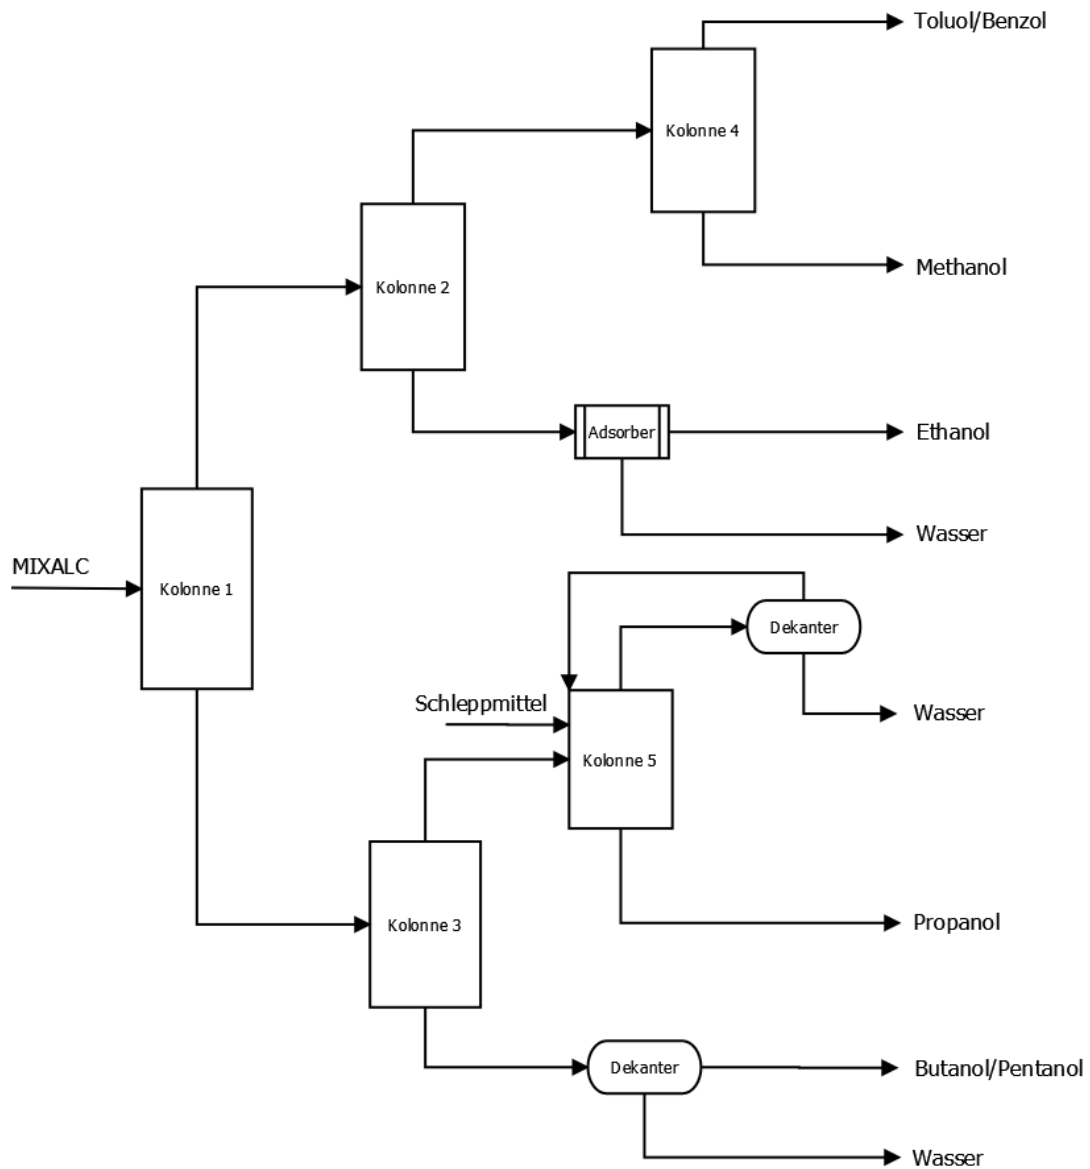 Toluol/Benzol
Kolonne 4
Methanol
Kolonne 2
Ethanol
Adsorber
Wasser
MIXALC
Kolonne 1
Dekanter
Schleppmittel
Wasser
Kolonne 5
Kolonne 3
Propanol
Dekanter
Butanol/Pentanol
Wasser